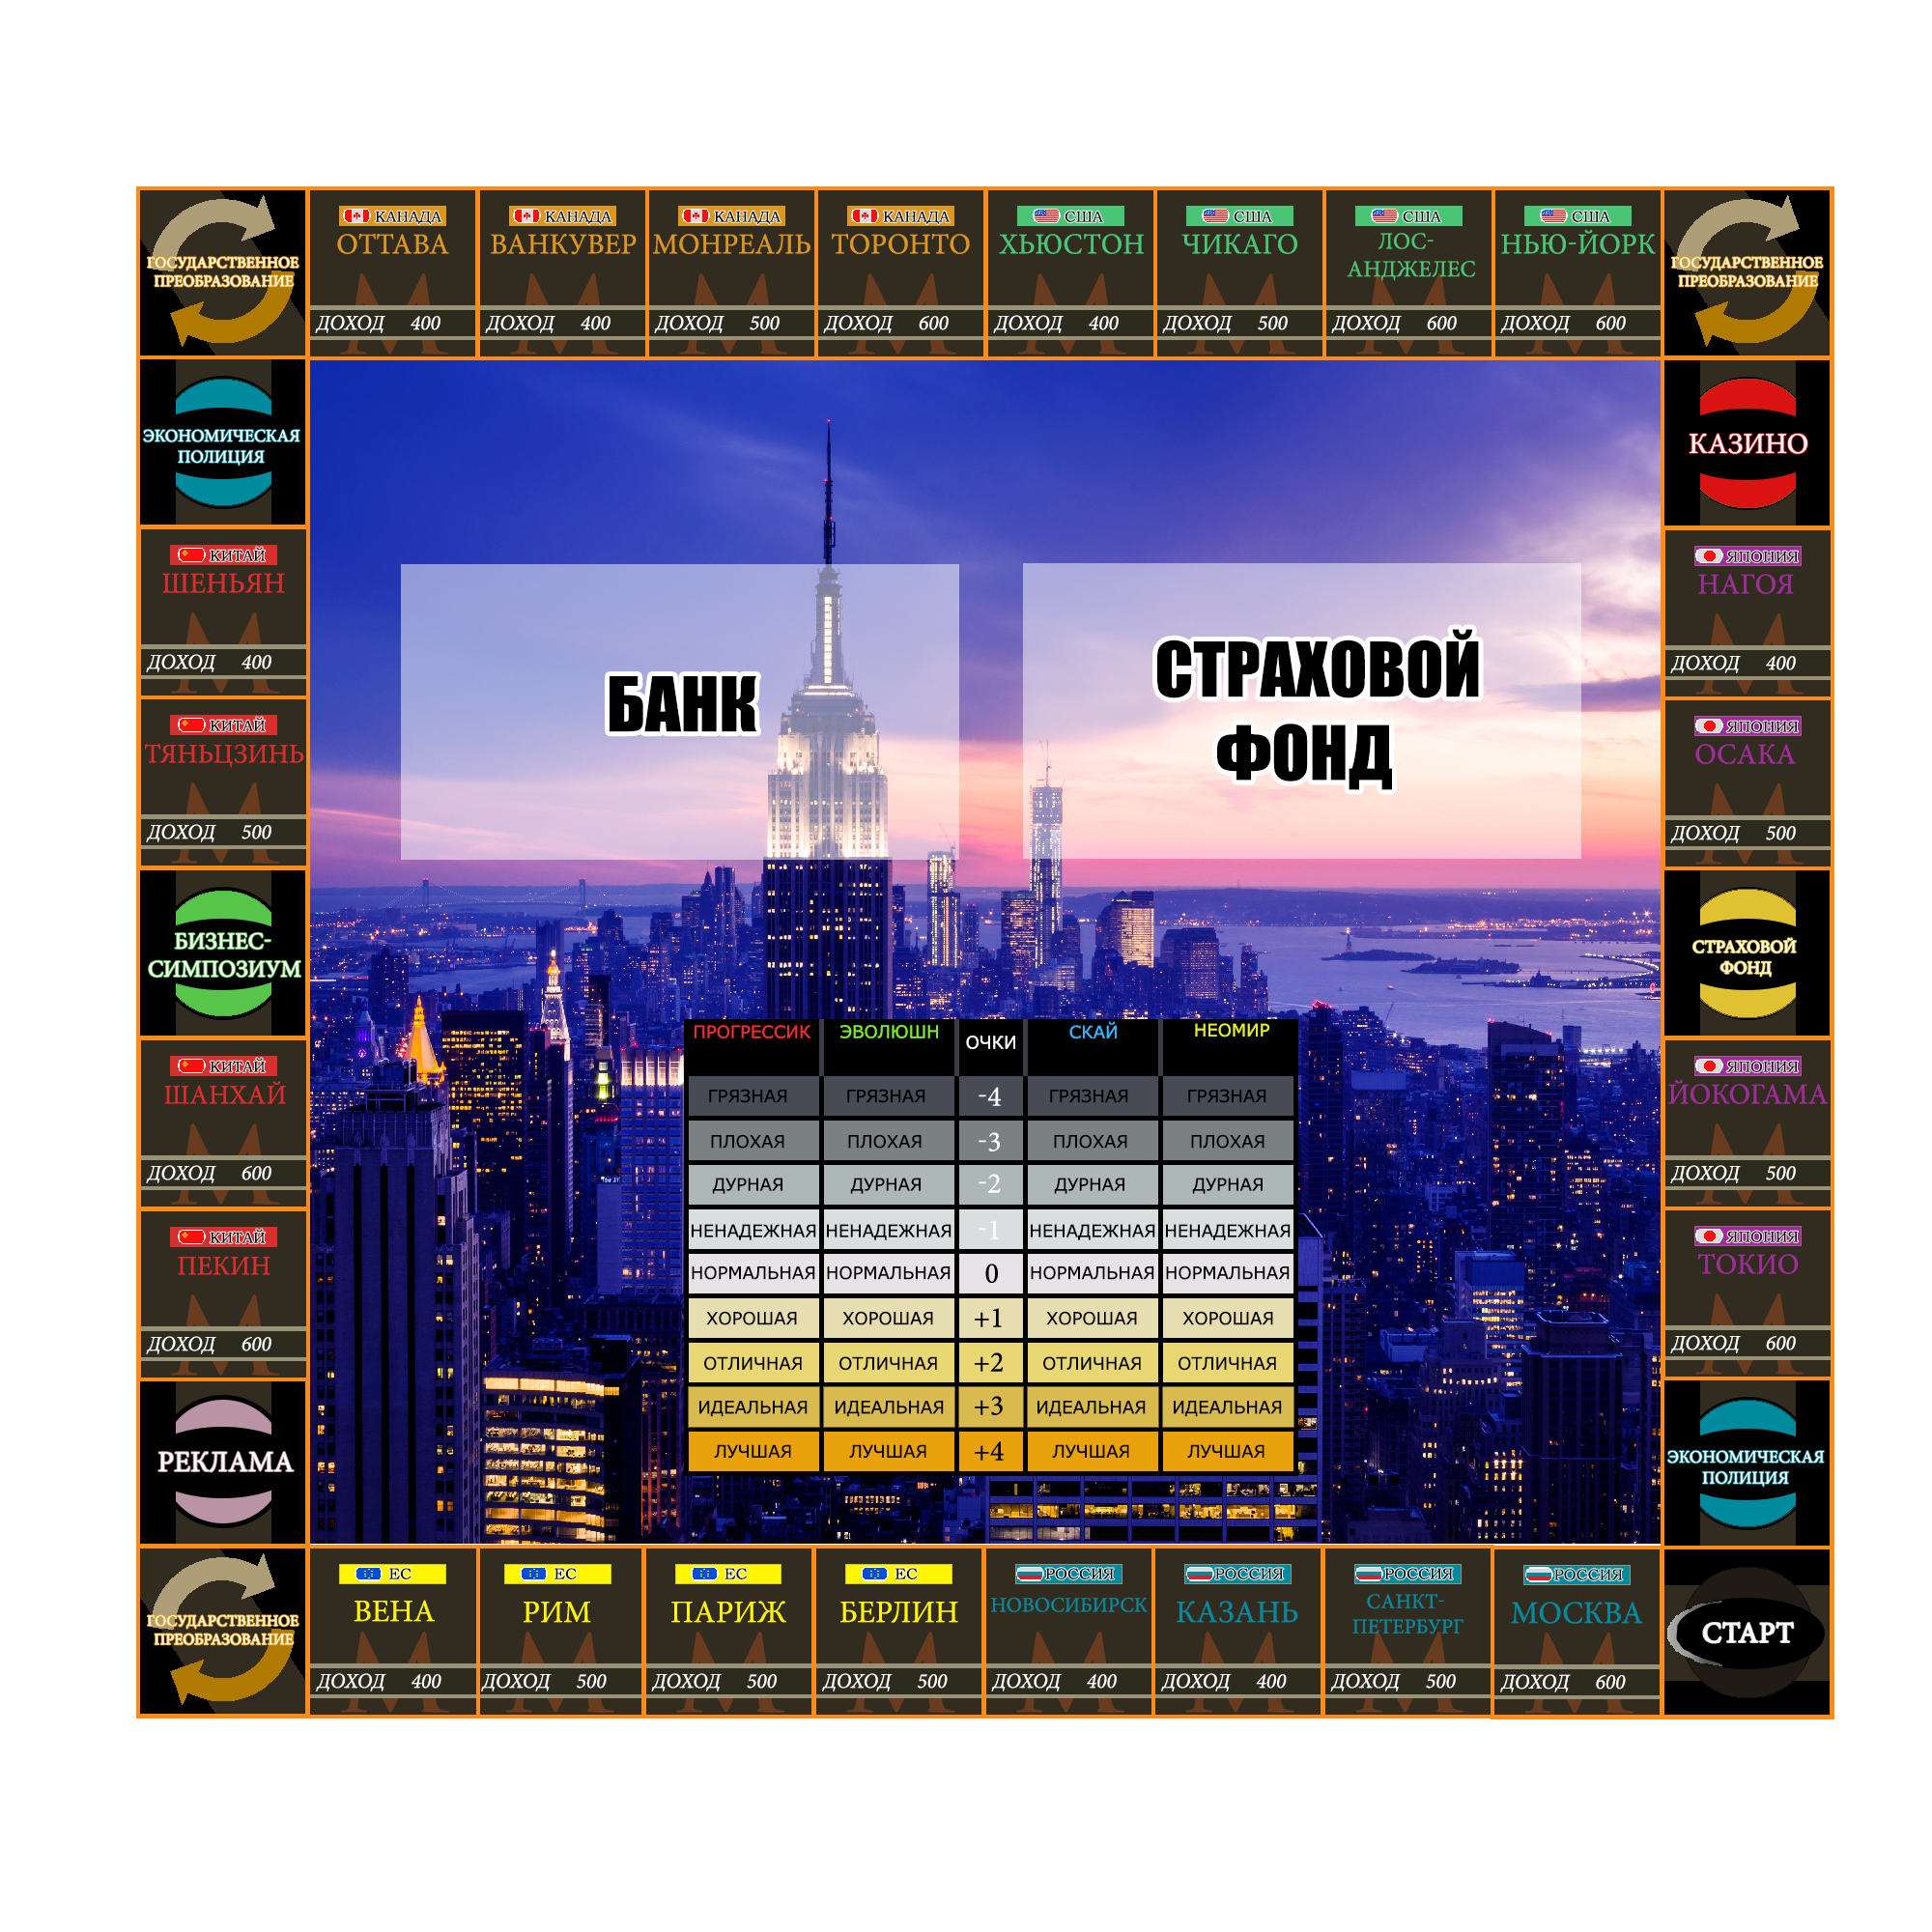 ГОСУДАРСТВЕННОЕ
ПРЕОБРАЗОВАНИЕ
КАНАДА
ОТТАВА
ДОХОД 400
КАНАДА
ВАНКУВЕР
ДОХОД 400
КАНАДА
МОНРЕАЛЬ
ДОХОД 500
КАНАДА
ТОРОНТО
ДОХОД 600
США
ХЬЮСТОН
ДОХОД 400
США
ЧИКАГО
ДОХОД 500
США
ЛОС-
АНДЖЕЛЕС
ДОХОД 600
США
НЬЮ-ЙОРК
ДОХОД 600
ГОСУДАРСТВЕННОЕ
ПРЕОБРАЗОВАНИЕ
ЭКОНОМИЧЕСКАЯ
ПОЛИЦИЯ
КИТАЙ
ШЕНЬЯН
ДОХОД 400
КИТАЙ
ТЯНЬЦЗИНЬ
ДОХОД 500
БИЗНЕС-
СИМПОЗИУМ
КИТАЙ
ШАНХАЙ
ДОХОД 600
КИТАЙ
ПЕКИН
ДОХОД 600
РЕКЛАМА
БАНК
СТРАХОВОЙ
ФОНД
ПРОГРЕССИК ЭВОЛЮШН ОЧКИ СКАЙ НЕОМИР
ГРЯЗНАЯ ГРЯЗНАЯ -4 ГРЯЗНАЯ ГРЯЗНАЯ
ПЛОХАЯ ПЛОХАЯ -3 ПЛОХАЯ ПЛОХАЯ
ДУРНАЯ ДУРНАЯ -2 ДУРНАЯ ДУРНАЯ
НЕНАДЕЖНАЯ НЕНАДЕЖНАЯ -1 НЕНАДЕЖНАЯ НЕНАДЕЖНАЯ
НОРМАЛЬНАЯ НОРМАЛЬНАЯ 0 НОРМАЛЬНАЯ НОРМАЛЬНАЯ
ХОРОШАЯ ХОРОШАЯ +1 ХОРОШАЯ ХОРОШАЯ
ОТЛИЧНАЯ ОТЛИЧНАЯ +2 ОТЛИЧНАЯ ОТЛИЧНАЯ
ИДЕАЛЬНАЯ ИДЕАЛЬНАЯ +3 ИДЕАЛЬНАЯ ИДЕАЛЬНАЯ
ЛУЧШАЯ ЛУЧШАЯ +4 ЛУЧШАЯ ЛУЧШАЯ
КАЗИНО
ЯПОНИЯ
НАГОЯ
ДОХОД 400
ЯПОНИЯ
ОСАКА
ДОХОД 500
СТРАХОВОЙ
ФОНД
ЯПОНИЯ
ЙОКОГАМА
ДОХОД 500
ЯПОНИЯ
ТОКИО
ДОХОД 600
ЭКОНОМИЧЕСКАЯ
ПОЛИЦИЯ
ГОСУДАРСТВЕННОЕ
ПРЕОБРАЗОВАНИЕ
ЕС
ВЕНА
ДОХОД 400
ЕС
РИМ
ДОХОД 500
ЕС
ПАРИЖ
ДОХОД 500
ЕС
БЕРЛИН
ДОХОД 500
РОССИЯ
НОВОСИБИРСК
ДОХОД 400
РОССИЯ
КАЗАНЬ
ДОХОД 400
РОССИЯ
САНКТ-
ПЕТЕРБУРГ
ДОХОД 500
РОССИЯ
МОСКВА
ДОХОД 600
СТАРТ